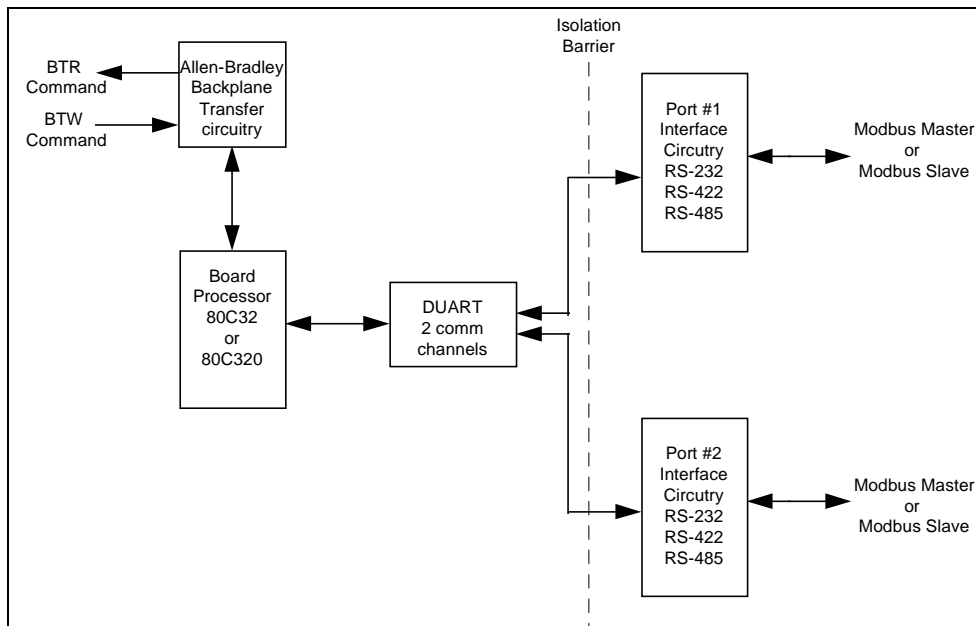 Isolation
Barrier
BTR
Command
BTW
Command
Allen-Bradley
Backplane
Transfer
circuitry
Port #1
Interface
Circutry
RS-232
RS-422
RS-485
Modbus Master
or
Modbus Slave
Board
Processor
80C32
or
80C320
DUART
2 comm
channels
Port #2
Interface
Circutry
RS-232
RS-422
RS-485
Modbus Master
or
Modbus Slave